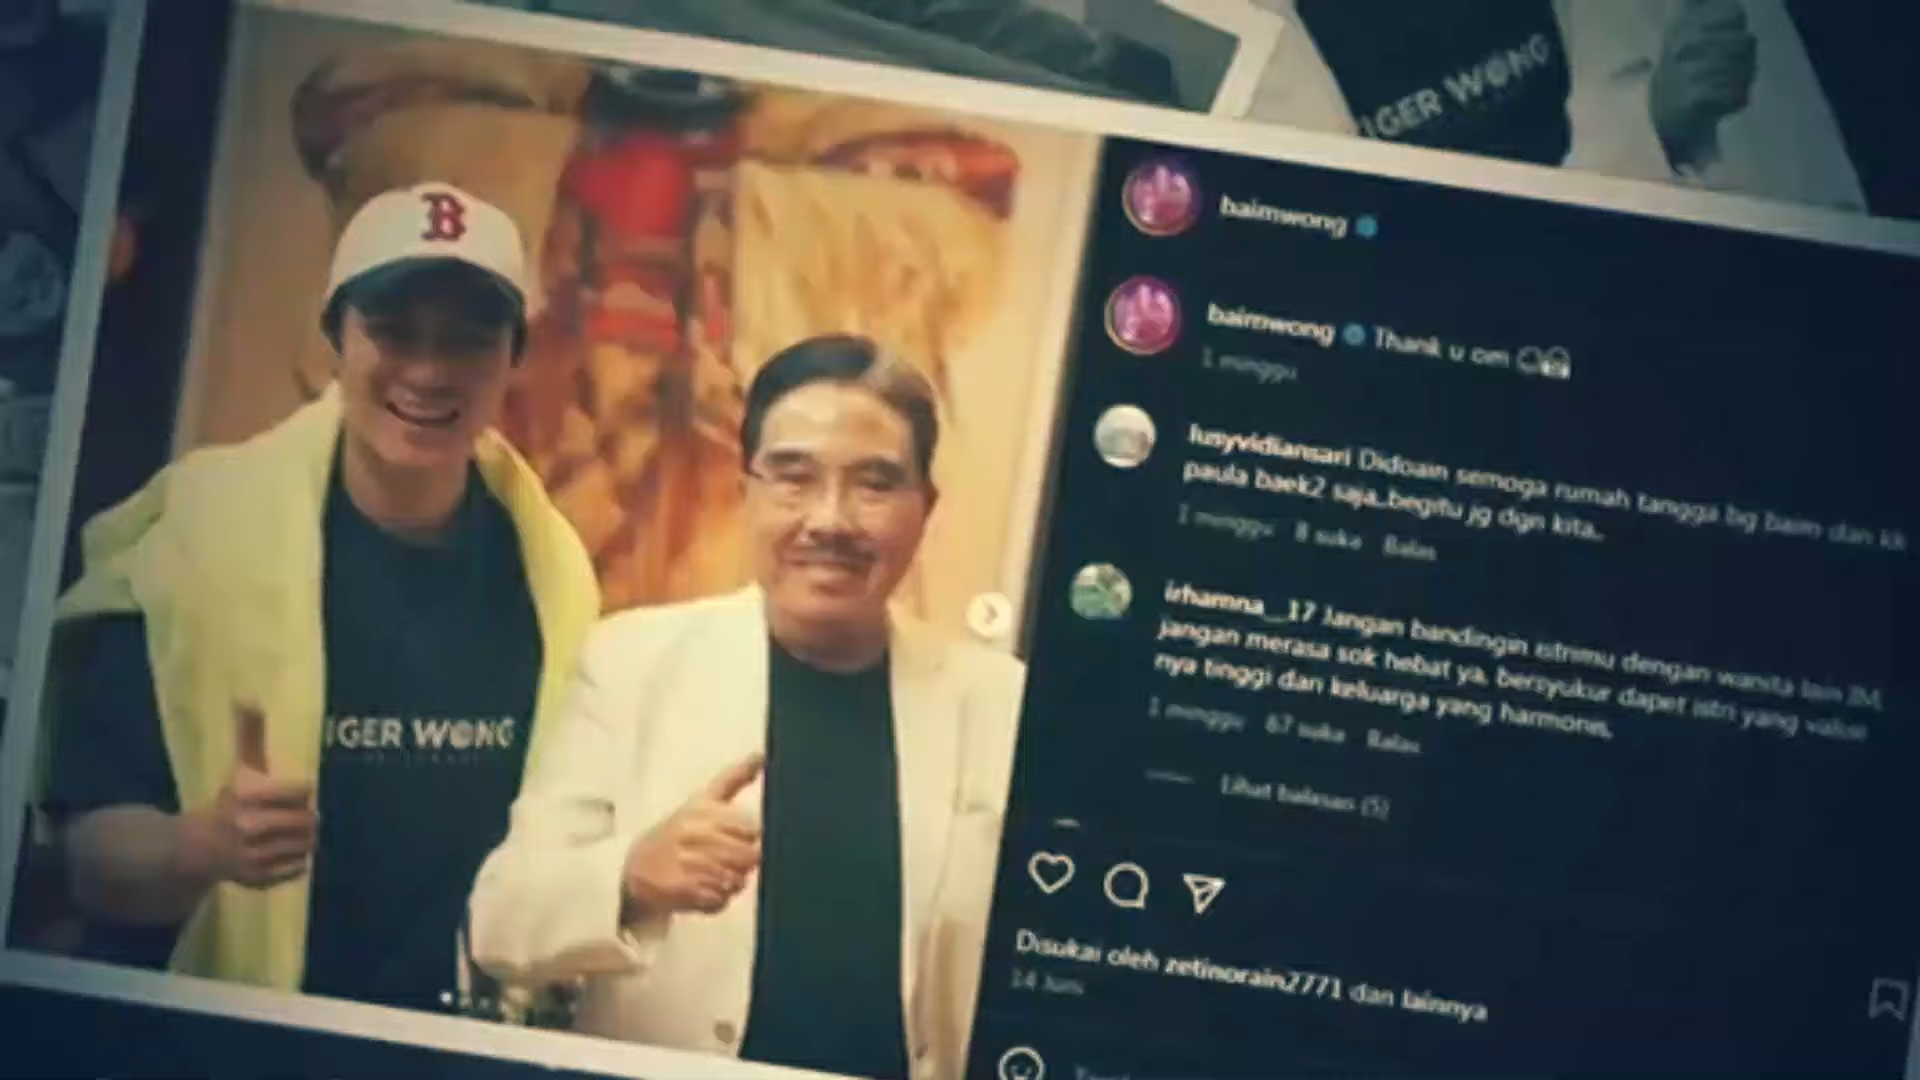 IGER WONG
B
IGER WONG
baimwong
baimwong Thank u om
1 minggu
lusyvidiansari Didoain semoga rumah tangga bg baim dan kk
paula baek2 saja..begitu jg dgn kita..
1 minggu 8 suka Balas
irhamna__17 Jangan bandingin istrimu dengan wanita lain
jangan merasa sok hebat ya, bersyukur dapet istri yang value
nya tinggi dan keluarga yang harmonis,
1 minggu 67 suka Balas
Lihat balasan (5)
Disukai oleh zetinorain2771 dan lainnya
14 Juni